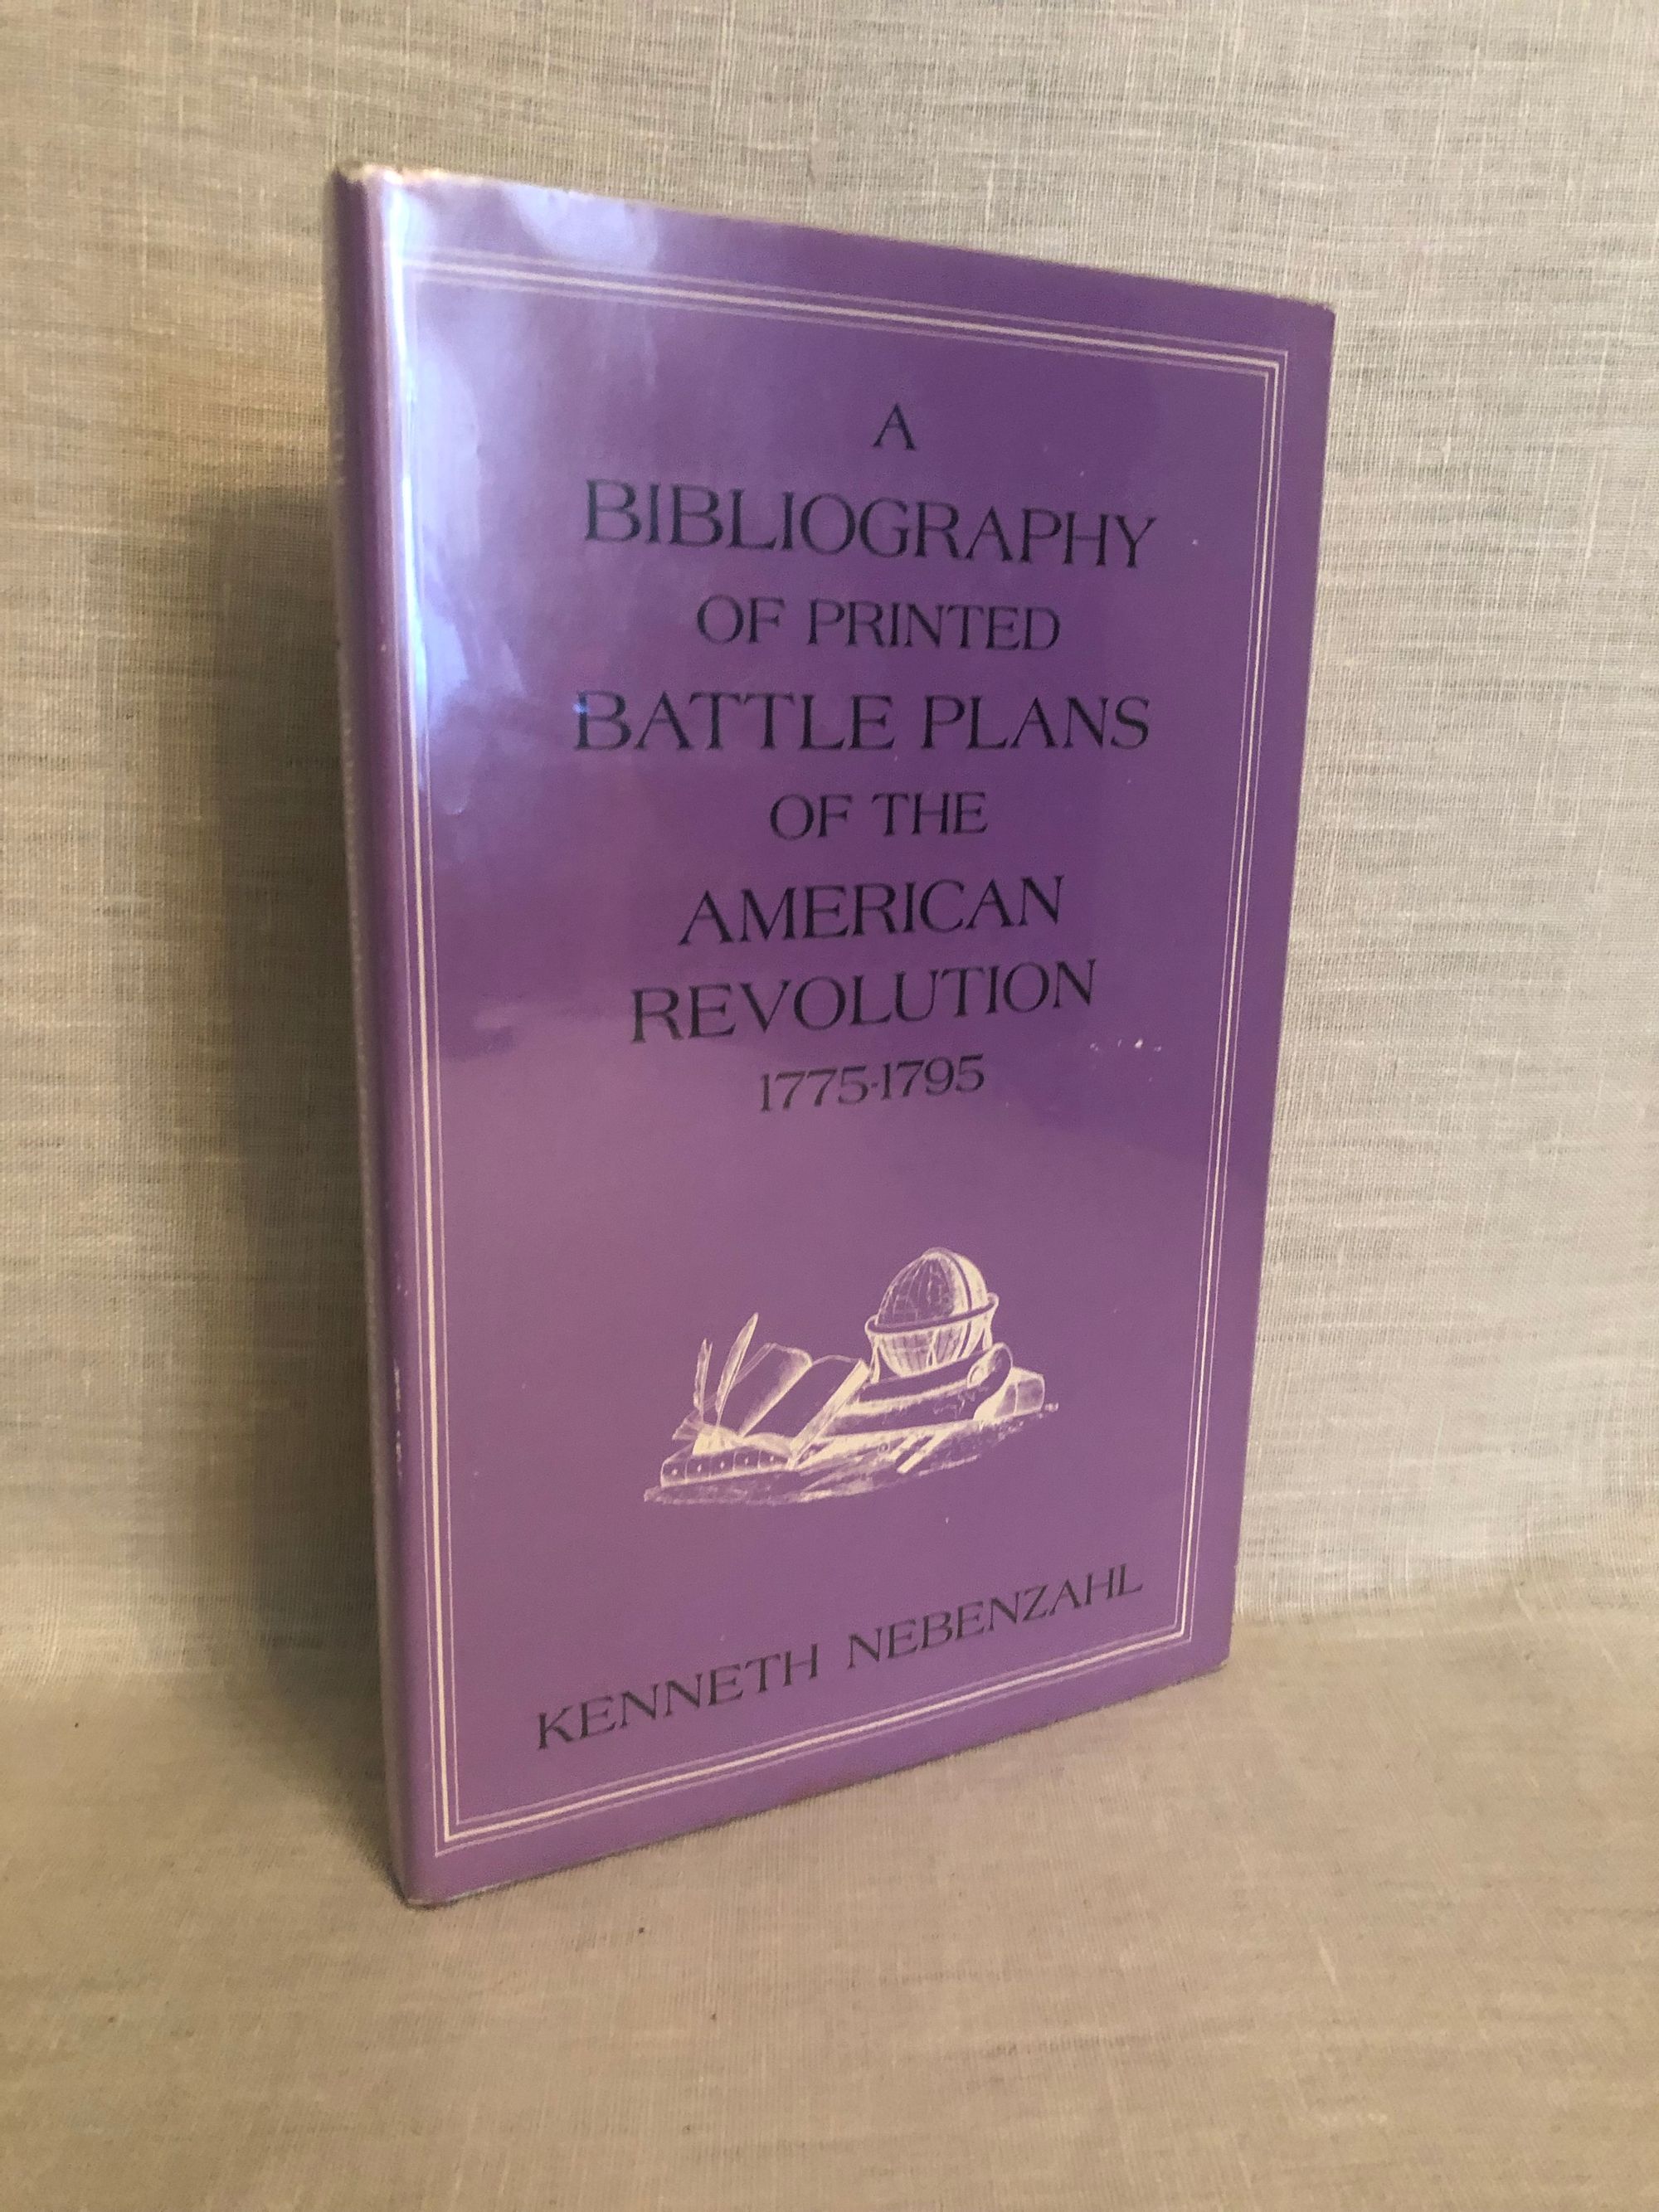 A
BIBLIOGRAPHY
OF PRINTED
BATTLE PLANS
OF THE
AMERICAN
REVOLUTION
1775-1795
KENNETH NEBENZAHL